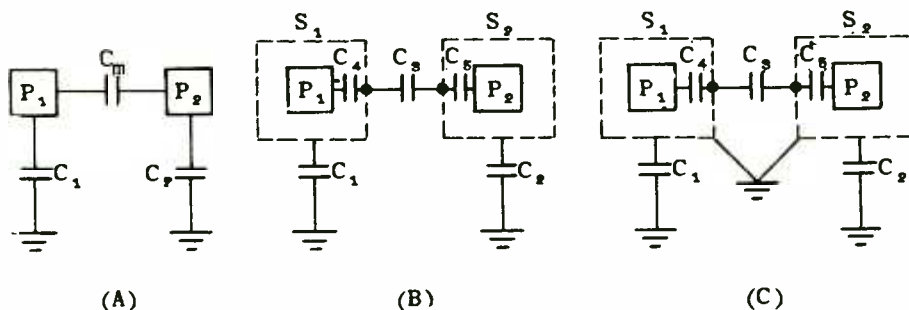 S₁ S₂ S₁ S₂
Cₘ C₄ C₃ C₅ C₄ C₃ C₅
P₁ P₂ P₁ P₂ P₁ P₂
C₁ C₂ C₁ C₂ C₁ C₂
(A) (B) (C)